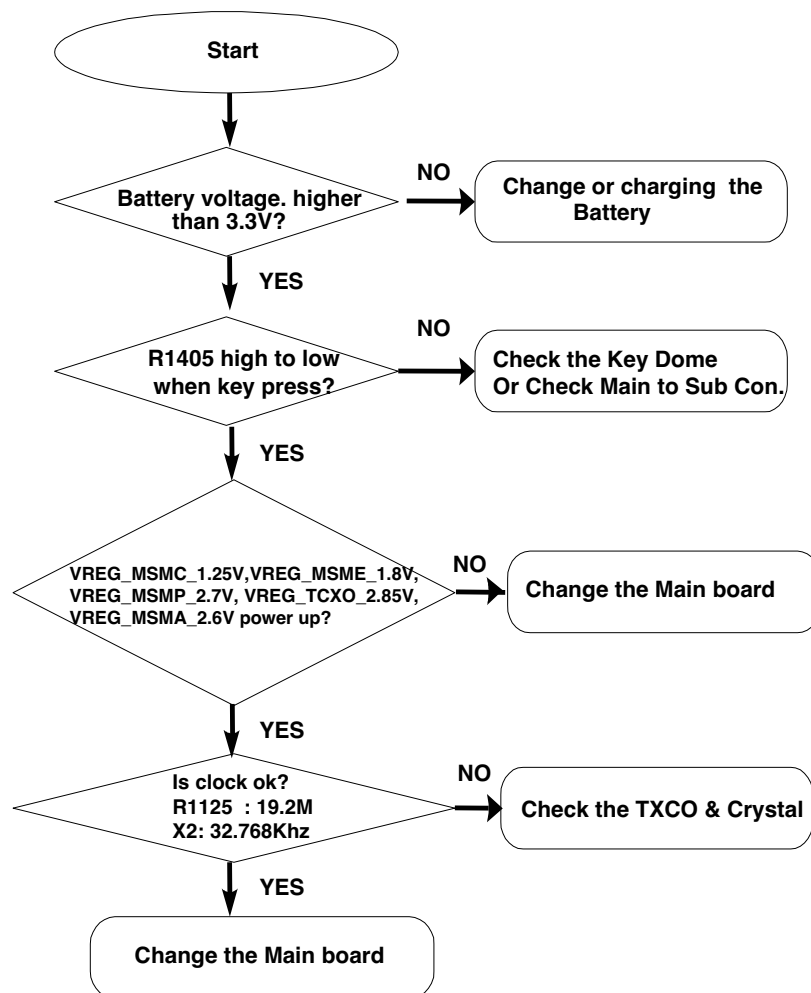 Start
Battery voltage. higher
than 3.3V?
NO
Change or charging the
Battery
YES
R1405 high to low
when key press?
NO
Check the Key Dome
Or Check Main to Sub Con.
YES
VREG_MSMC_1.25V,VREG_MSME_1.8V,
VREG_MSMP_2.7V, VREG_TCXO_2.85V,
VREG_MSMA_2.6V power up?
NO
Change the Main board
YES
Is clock ok?
R1125 : 19.2M
X2: 32.768Khz
NO
Check the TXCO & Crystal
YES
Change the Main board